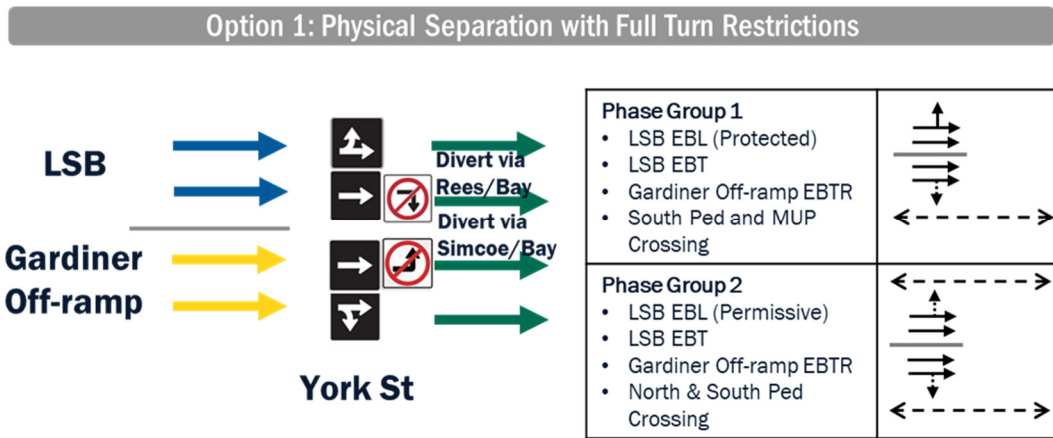 Option 1: Physical Separation with Full Turn Restrictions
LSB
Gardiner
Off-ramp
Divert via
Rees/Bay
Divert via
Simcoe/Bay
York St
Phase Group 1
• LSB EBL (Protected)
• LSB EBT
• Gardiner Off-ramp EBTR
• South Ped and MUP
Crossing
Phase Group 2
• LSB EBL (Permissive)
• LSB EBT
• Gardiner Off-ramp EBTR
• North & South Ped
Crossing